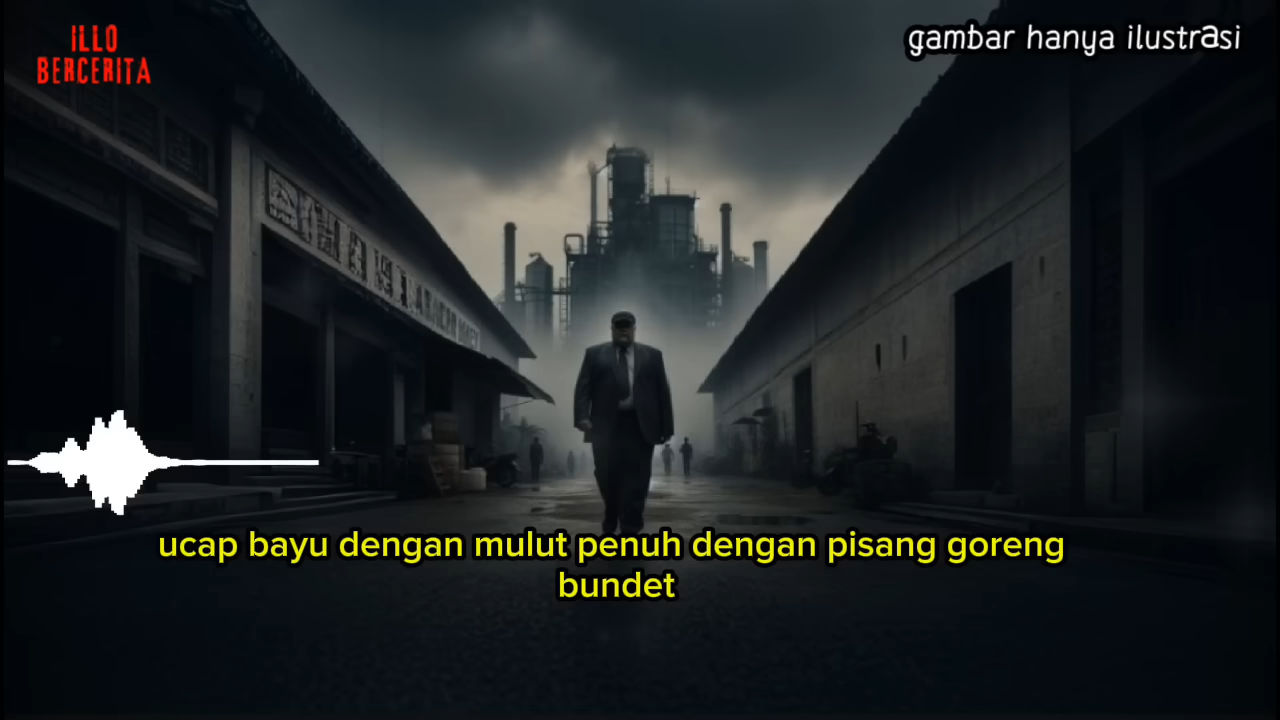 ILLO
BERCERITA
gambar hanya ilustrasi
ucap bayu dengan mulut penuh dengan pisang goreng
bundet